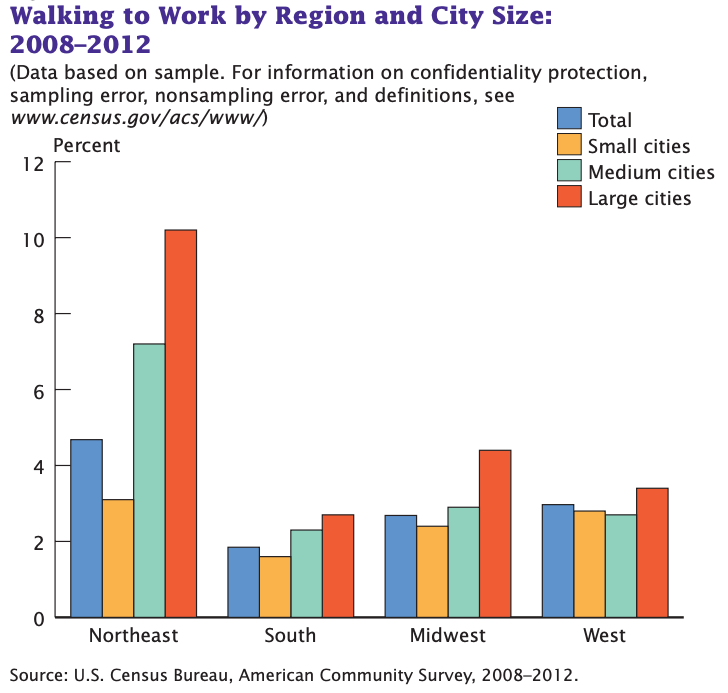 Walking to Work by Region and City Size:
2008–2012
(Data based on sample. For information on confidentiality protection,
sampling error, nonsampling error, and definitions, see
www.census.gov/acs/www/)
Total
Small cities
Medium cities
Large cities
Percent
12
10
8
6
4
2
0
Northeast South Midwest West
Source: U.S. Census Bureau, American Community Survey, 2008–2012.